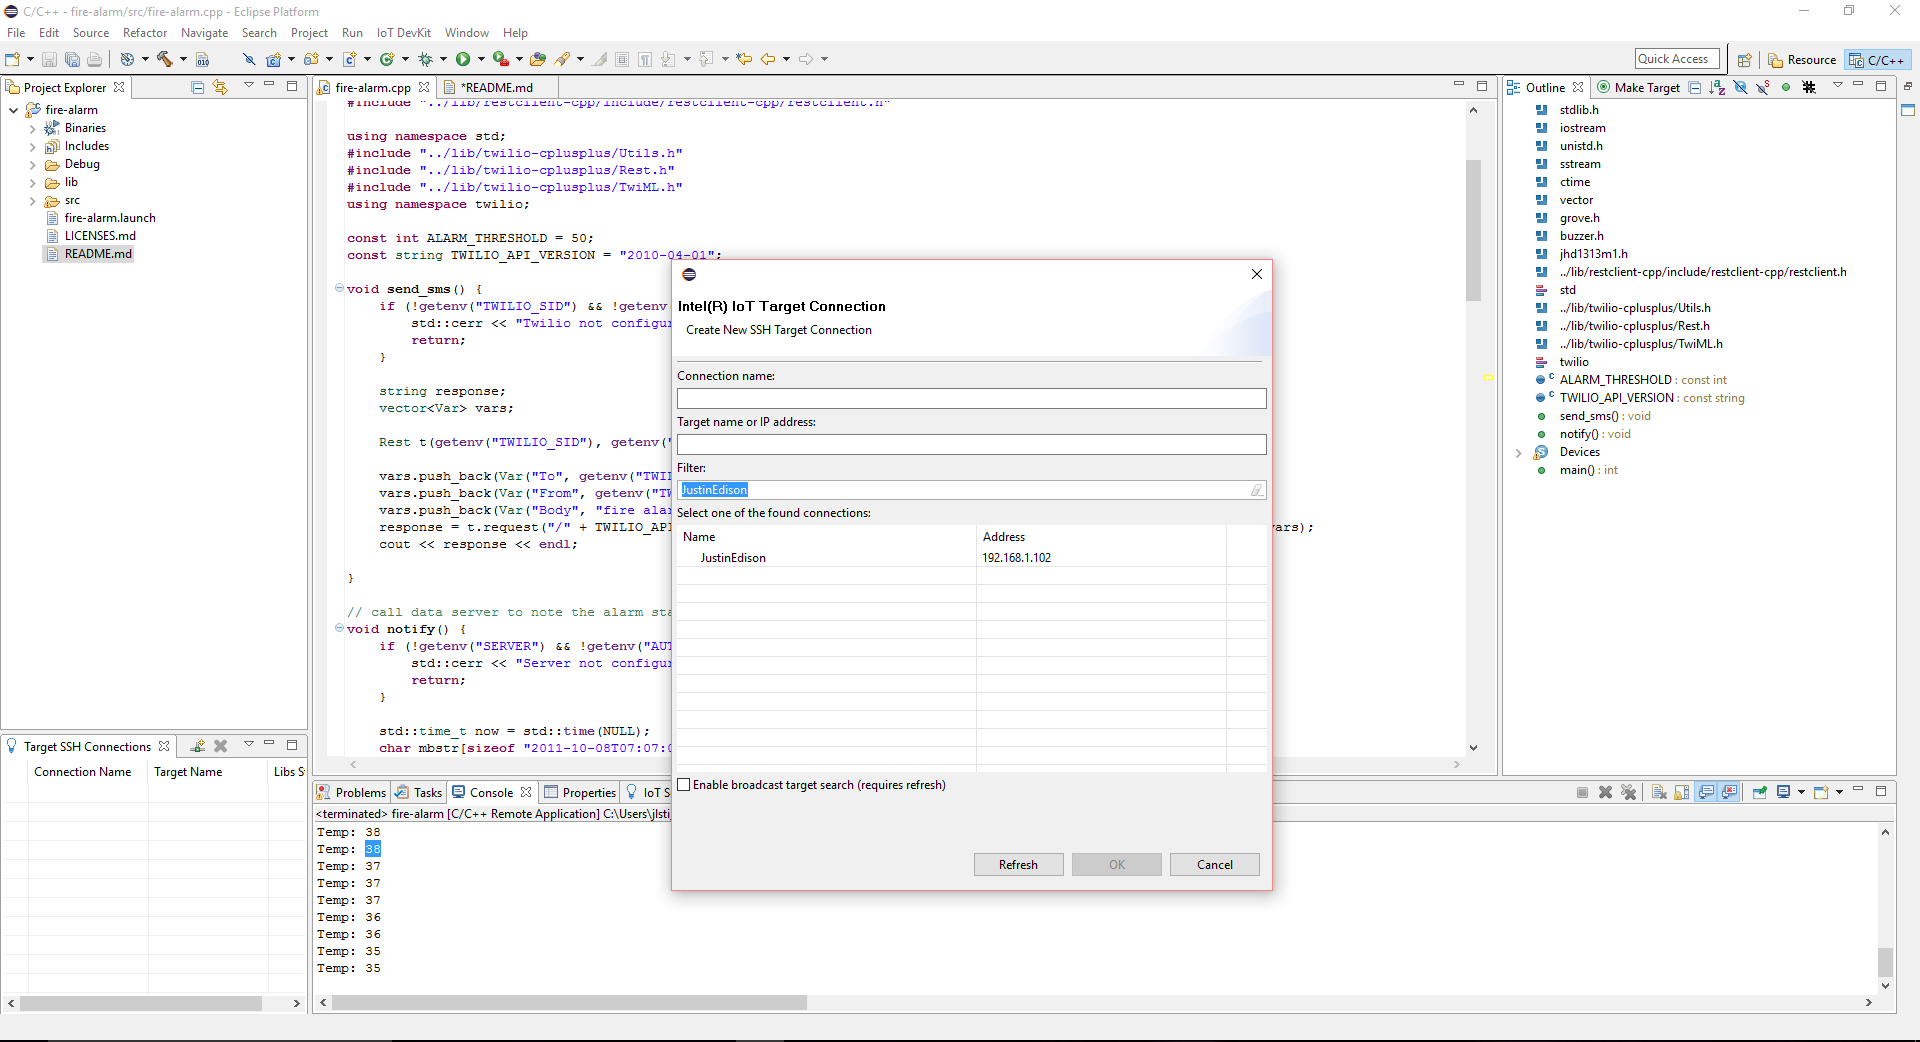 C/C++ - fire-alarm/src/fire-alarm.cpp - Eclipse Platform
File Edit Source Refactor Navigate Search Project Run IoT DevKit Window Help
Quick Access Resource C/C++
Project Explorer
fire-alarm
Binaries
Includes
Debug
lib
src
fire-alarm.launch
LICENSES.md
README.md
fire-alarm.cpp *README.md
#include "../lib/restclient-cpp/include/restclient-cpp/restclient.h"
using namespace std;
#include "../lib/twilio-cplusplus/Utils.h"
#include "../lib/twilio-cplusplus/Rest.h"
#include "../lib/twilio-cplusplus/TwiML.h"
using namespace twilio;
const int ALARM_THRESHOLD = 50;
const string TWILIO_API_VERSION = "2010-04-01";
void send_sms() {
if (!getenv("TWILIO_SID") && !getenv
std::cerr << "Twilio not configu
return;
}
string response;
vector<Var> vars;
Rest t(getenv("TWILIO_SID"), getenv("
vars.push_back(Var("To", getenv("TWI
vars.push_back(Var("From", getenv("TW
vars.push_back(Var("Body", "fire ala
response = t.request("/" + TWILIO_AP ars);
cout << response << endl;
}
// call data server to note the alarm sta
void notify() {
if (!getenv("SERVER") && !getenv("AU
std::cerr << "Server not configu
return;
}
std::time_t now = std::time(NULL);
char mbstr[sizeof "2011-10-08T07:07:0
Intel(R) IoT Target Connection
Create New SSH Target Connection
Connection name:
Target name or IP address:
Filter:
JustinEdison
Select one of the found connections:
Name Address
JustinEdison 192.168.1.102
Enable broadcast target search (requires refresh)
Refresh OK Cancel
Outline Make Target
stdlib.h
iostream
unistd.h
sstream
ctime
vector
grove.h
buzzer.h
jhd1313m1.h
../lib/restclient-cpp/include/restclient-cpp/restclient.h
std
../lib/twilio-cplusplus/Utils.h
../lib/twilio-cplusplus/Rest.h
../lib/twilio-cplusplus/TwiML.h
twilio
ALARM_THRESHOLD : const int
TWILIO_API_VERSION : const string
send_sms() : void
notify() : void
Devices
main() : int
Target SSH Connections
Connection Name Target Name Libs S
Problems Tasks Console Properties IoT S
<terminated> fire-alarm [C/C++ Remote Application] C:\Users\jlsti
Temp: 38
Temp: 38
Temp: 37
Temp: 37
Temp: 37
Temp: 36
Temp: 36
Temp: 35
Temp: 35